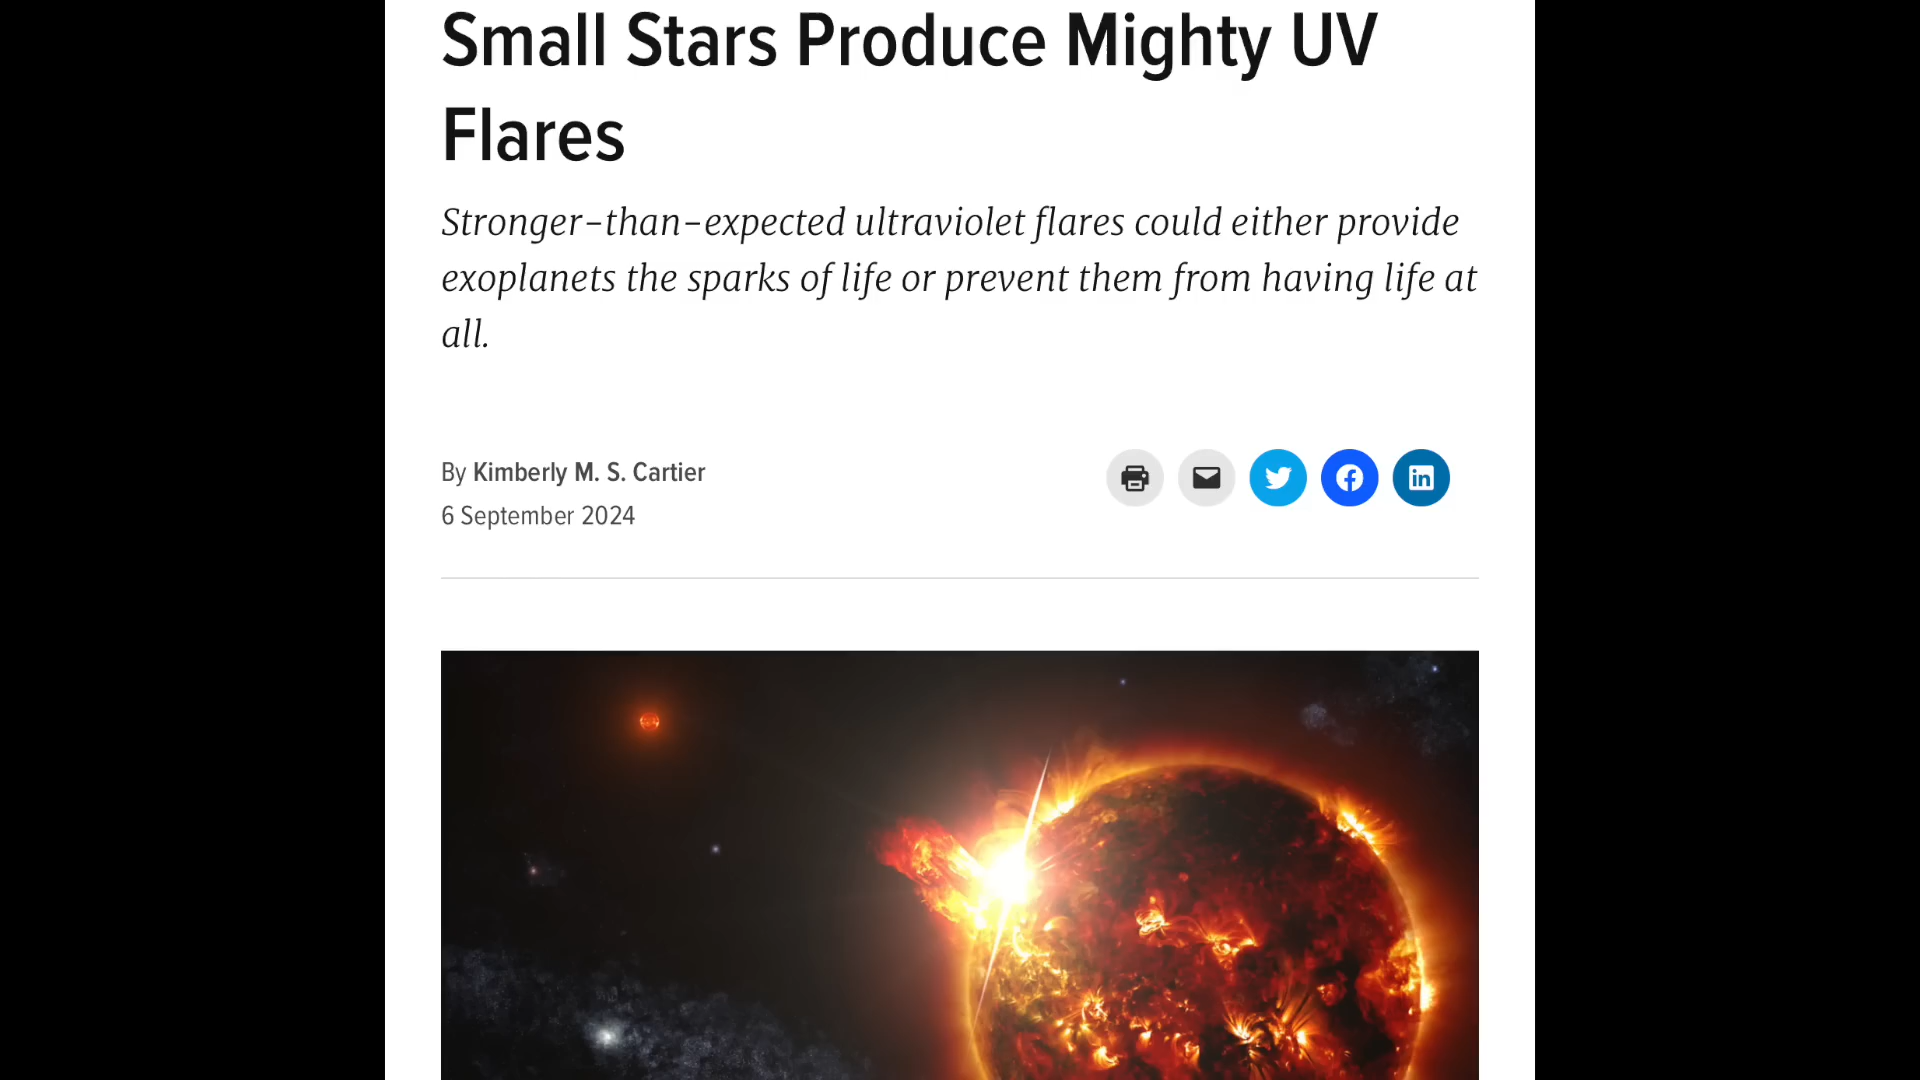 Small Stars Produce Mighty UV
Flares
Stronger-than-expected ultraviolet flares could either provide
exoplanets the sparks of life or prevent them from having life at
all.
By Kimberly M. S. Cartier
6 September 2024
in